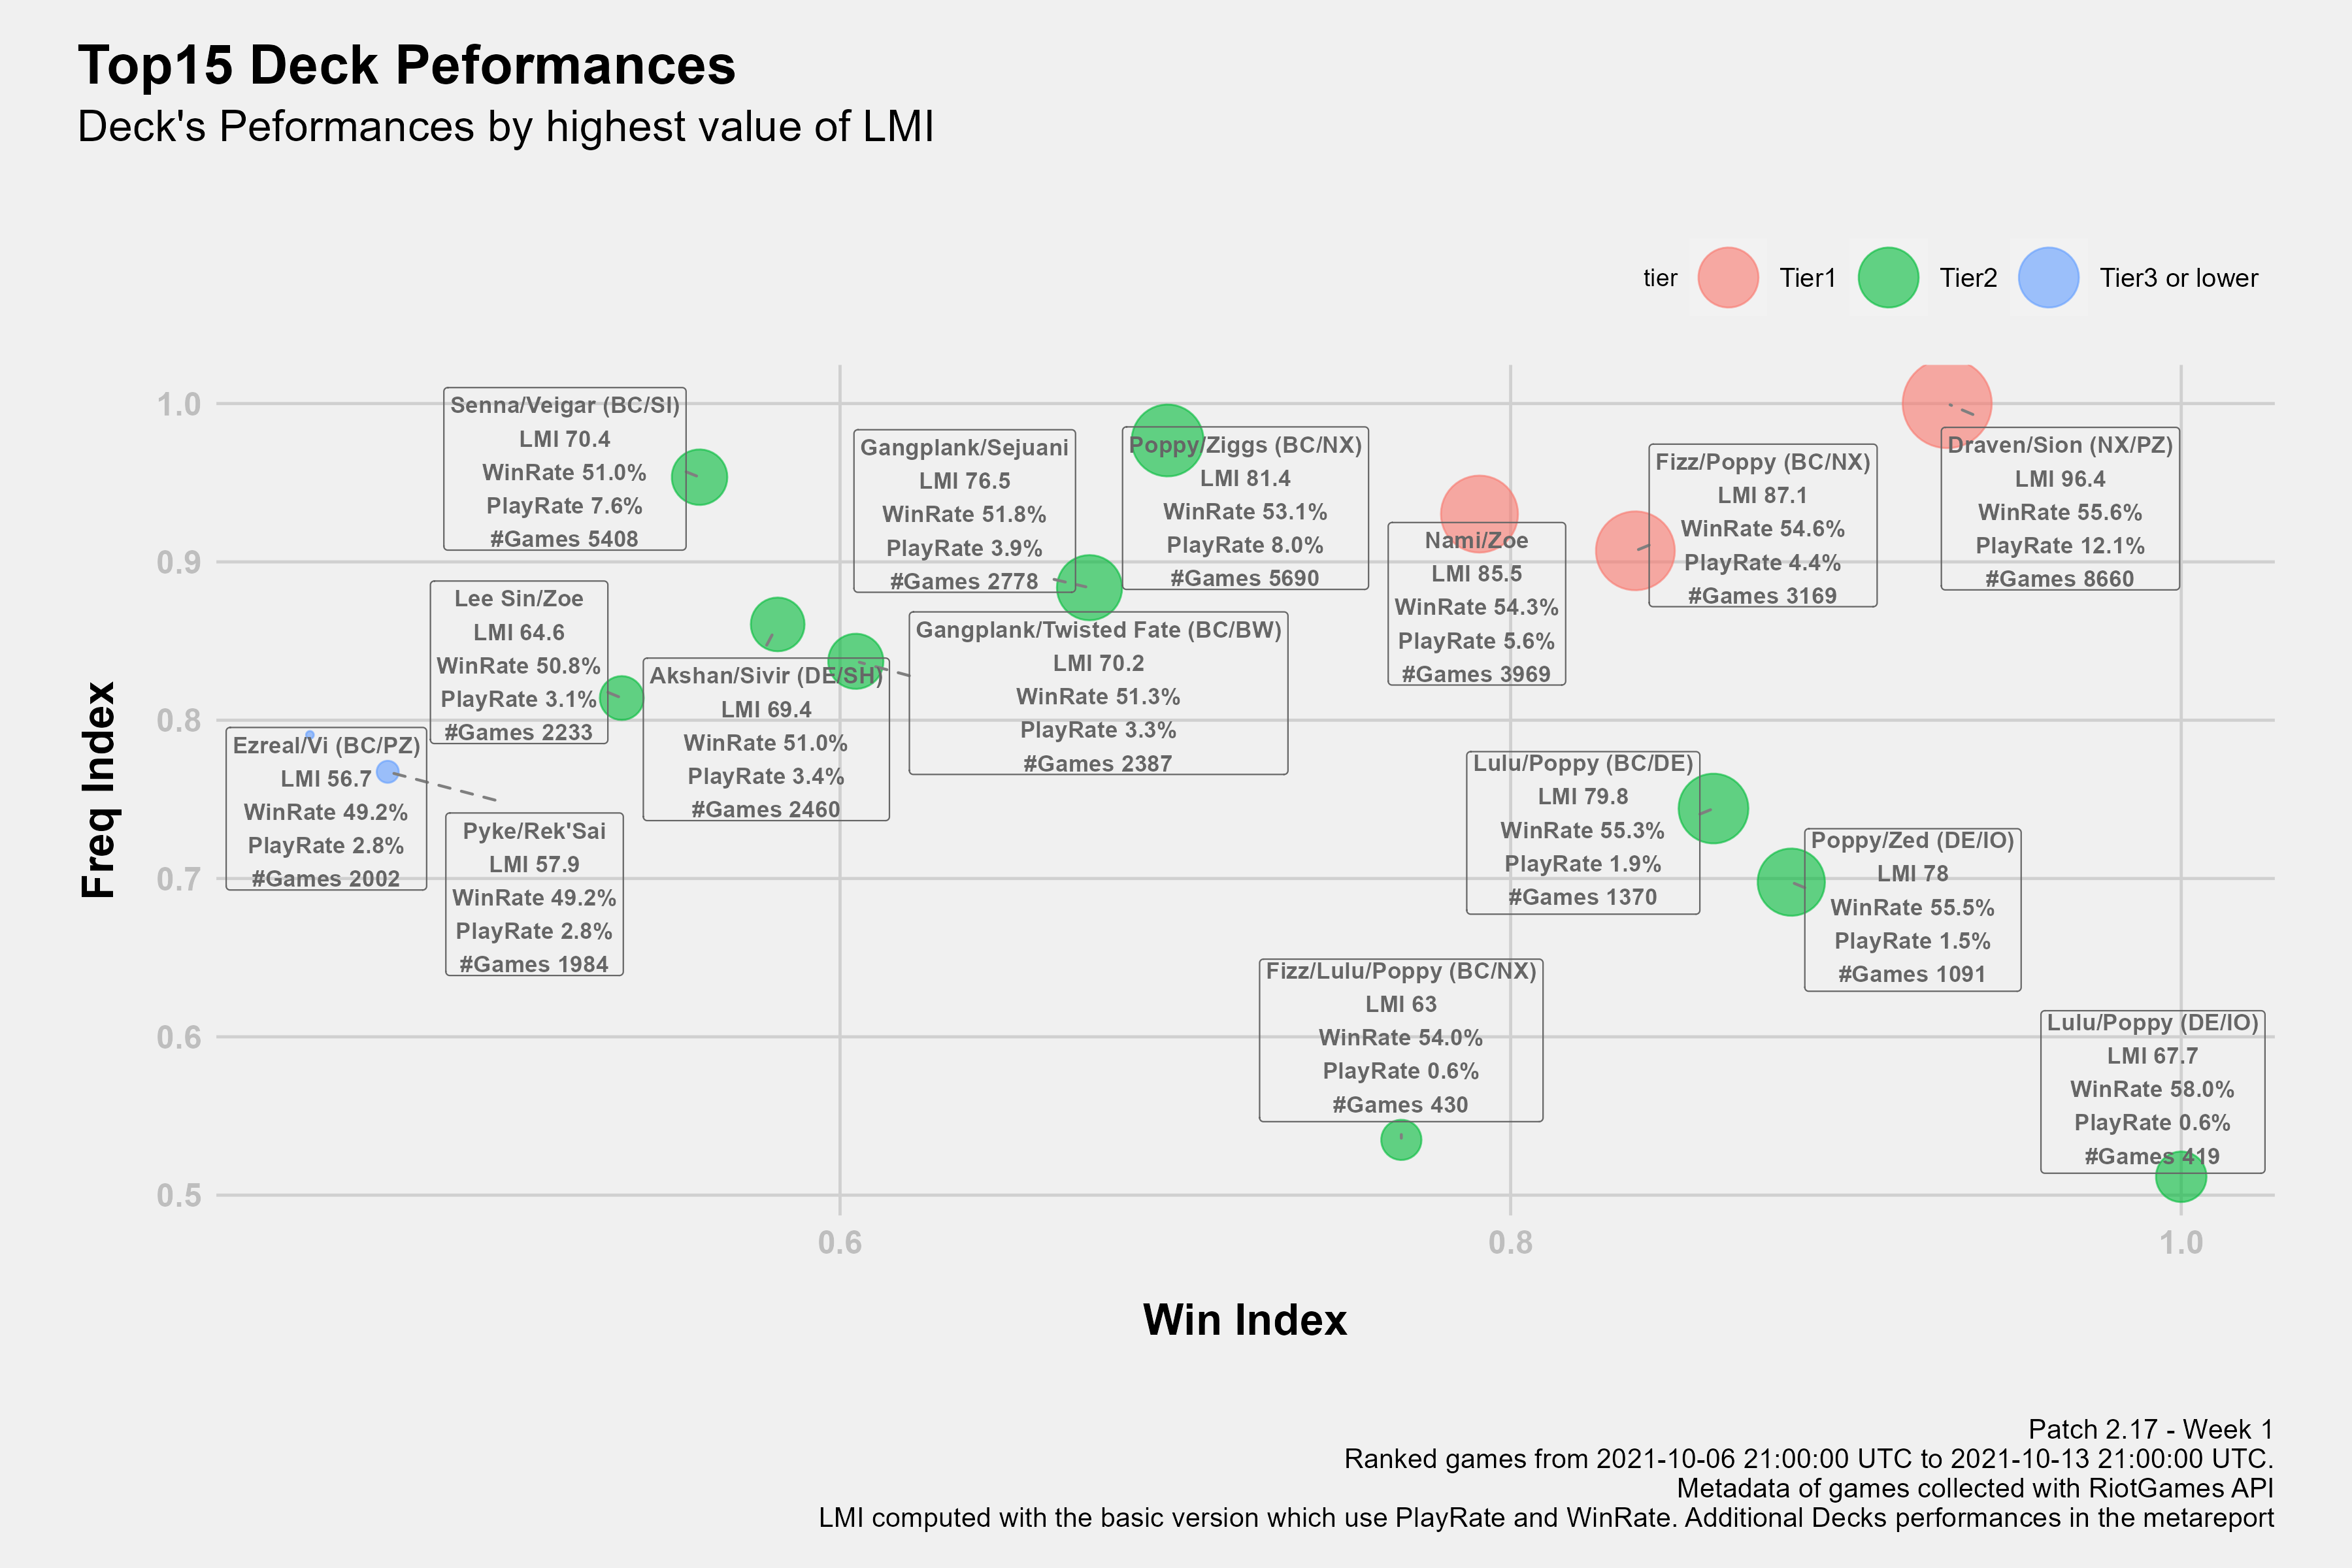 Top15 Deck Peformances
Deck's Peformances by highest value of LMI
tier
Tier1
Tier2
Tier3 or lower
Freq Index
1.0
0.9
0.8
0.7
0.6
0.5
Senna/Veigar (BC/SI)
LMI 70.4
WinRate 51.0%
PlayRate 7.6%
#Games 5408
Gangplank/Sejuani
LMI 76.5
WinRate 51.8%
PlayRate 3.9%
#Games 2778
Poppy/Ziggs (BC/NX)
LMI 81.4
WinRate 53.1%
PlayRate 8.0%
#Games 5690
Nami/Zoe
LMI 85.5
WinRate 54.3%
PlayRate 5.6%
#Games 3969
Fizz/Poppy (BC/NX)
LMI 87.1
WinRate 54.6%
PlayRate 4.4%
#Games 3169
Draven/Sion (NX/PZ)
LMI 96.4
WinRate 55.6%
PlayRate 12.1%
#Games 8660
Lee Sin/Zoe
LMI 64.6
WinRate 50.8%
PlayRate 3.1%
#Games 2233
Akshan/Sivir (DE/SH)
LMI 69.4
WinRate 51.0%
PlayRate 3.4%
#Games 2460
Gangplank/Twisted Fate (BC/BW)
LMI 70.2
WinRate 51.3%
PlayRate 3.3%
#Games 2387
Ezreal/Vi (BC/PZ)
LMI 56.7
WinRate 49.2%
PlayRate 2.8%
#Games 2002
Pyke/Rek'Sai
LMI 57.9
WinRate 49.2%
PlayRate 2.8%
#Games 1984
Lulu/Poppy (BC/DE)
LMI 79.8
WinRate 55.3%
PlayRate 1.9%
#Games 1370
Poppy/Zed (DE/IO)
LMI 78
WinRate 55.5%
PlayRate 1.5%
#Games 1091
Fizz/Lulu/Poppy (BC/NX)
LMI 63
WinRate 54.0%
PlayRate 0.6%
#Games 430
Lulu/Poppy (DE/IO)
LMI 67.7
WinRate 58.0%
PlayRate 0.6%
#Games 419
0.6
0.8
1.0
Win Index
Patch 2.17 - Week 1
Ranked games from 2021-10-06 21:00:00 UTC to 2021-10-13 21:00:00 UTC.
Metadata of games collected with RiotGames API
LMI computed with the basic version which use PlayRate and WinRate. Additional Decks performances in the metareport